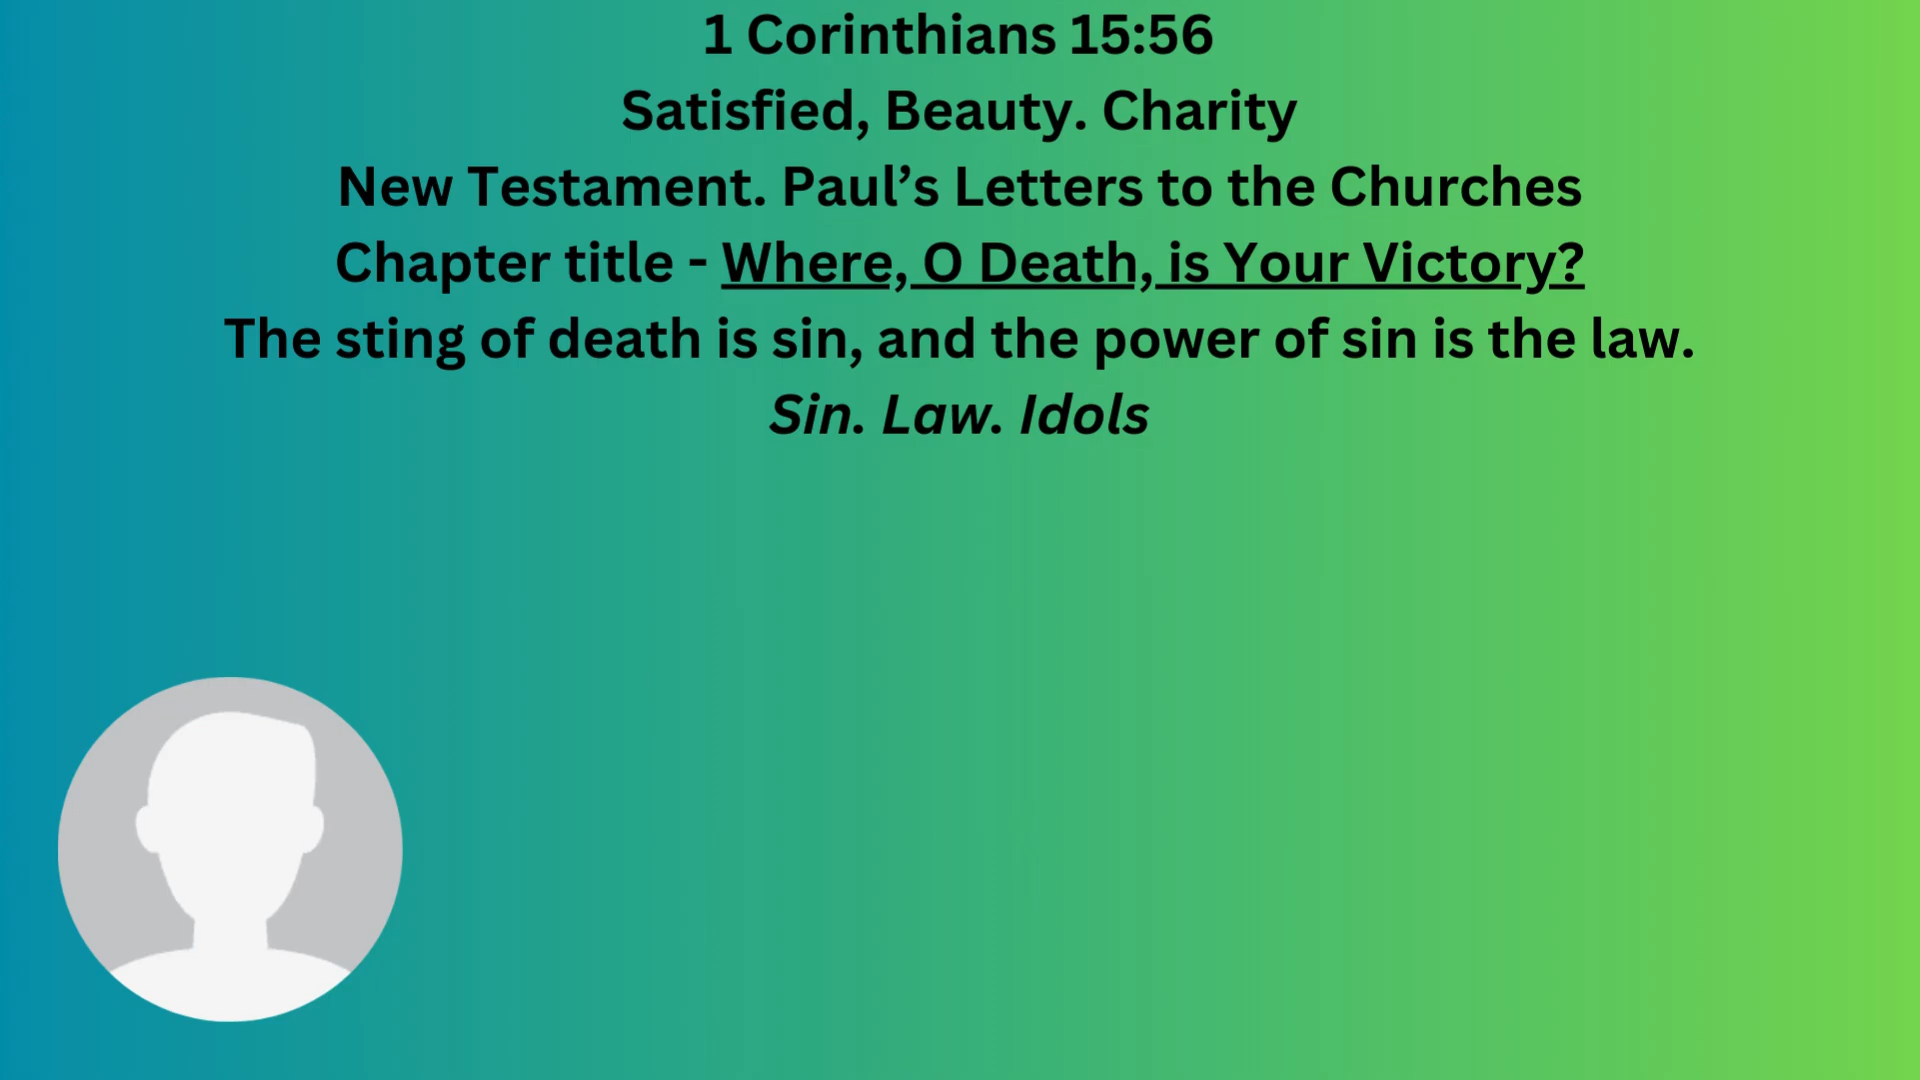 1 Corinthians 15:56
Satisfied, Beauty. Charity
New Testament. Paul’s Letters to the Churches
Chapter title - Where, O Death, is Your Victory?
The sting of death is sin, and the power of sin is the law.
Sin. Law. Idols